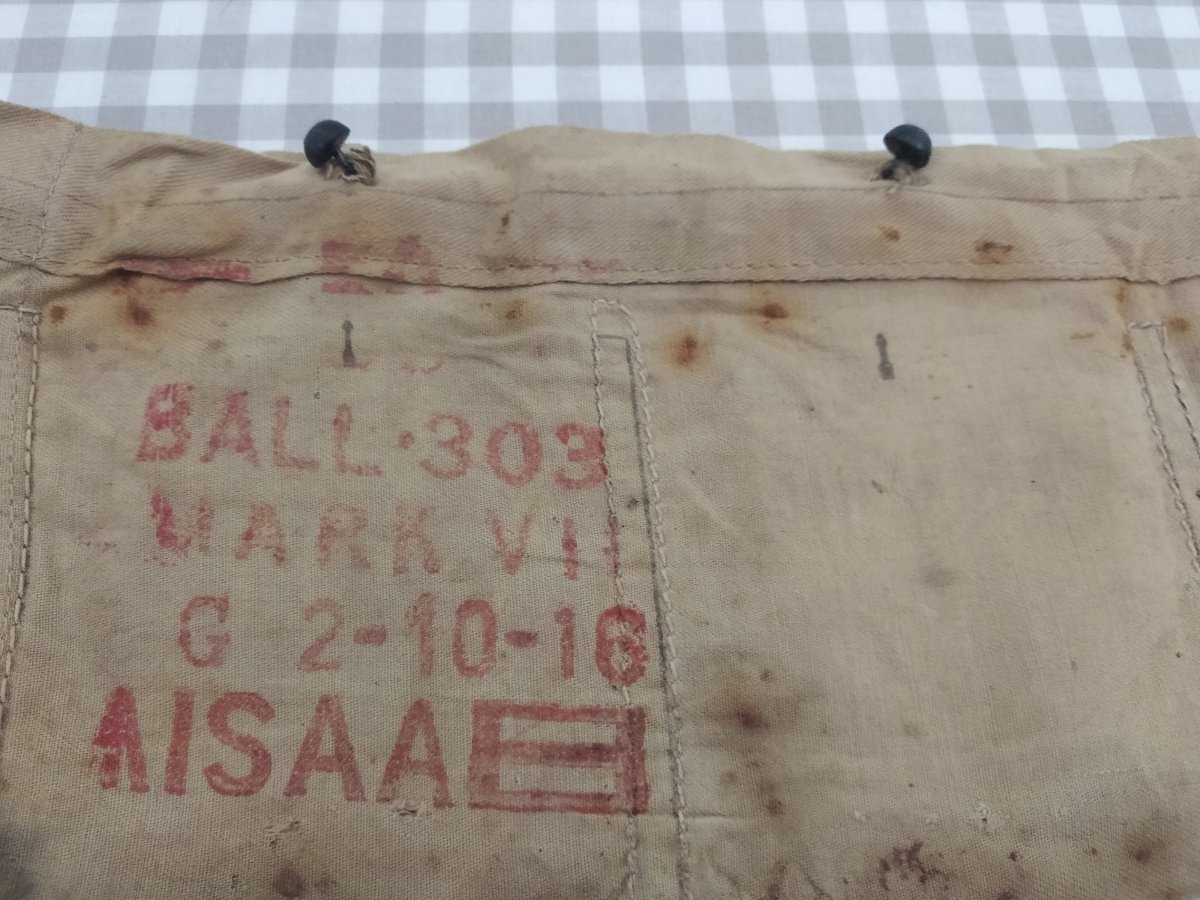 BALL .303
MARK VII
G 2-10-16
AISAA E